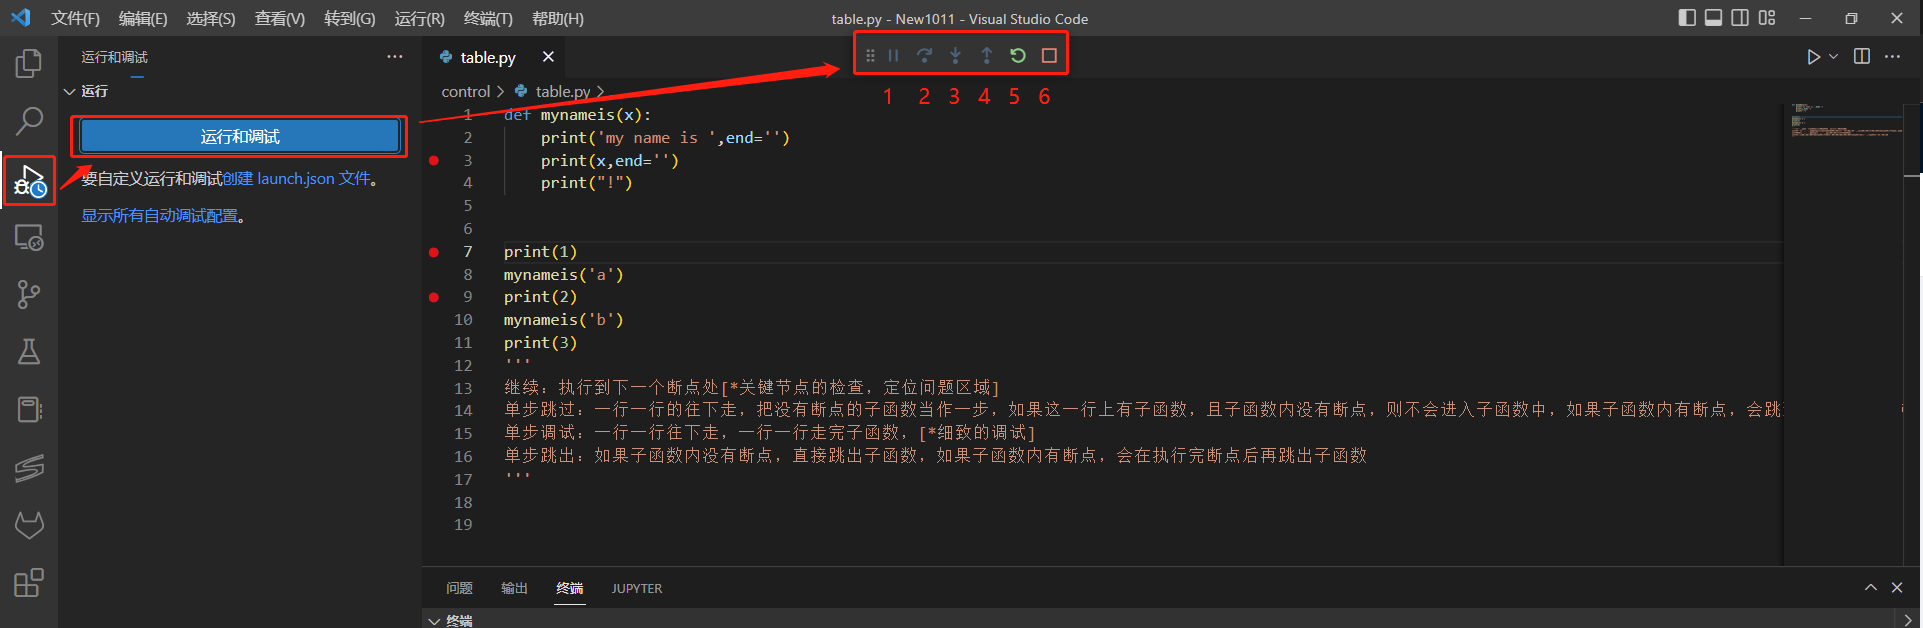 文件(F) 编辑(E) 选择(S) 查看(V) 转到(G) 运行(R) 终端(T) 帮助(H)
table.py - New1011 - Visual Studio Code
运行和调试
运行
运行和调试
要自定义运行和调试创建 launch.json 文件。
显示所有自动调试配置。
table.py
1 2 3 4 5 6
control > table.py >
1 def mynameis(x):
2 print('my name is ',end='')
3 print(x,end='')
4 print("!")
5
6
7 print(1)
8 mynameis('a')
9 print(2)
10 mynameis('b')
11 print(3)
12 '''
13 继续：执行到下一个断点处[*关键节点的检查，定位问题区域]
14 单步跳过：一行一行的往下走，把没有断点的子函数当作一步，如果这一行上有子函数，且子函数内没有断点，则不会进入子函数中，如果子函数内有断点，会跳
15 单步调试：一行一行往下走，一行一行走完子函数，[*细致的调试]
16 单步跳出：如果子函数内没有断点，直接跳出子函数，如果子函数内有断点，会在执行完断点后再跳出子函数
17 '''
18
19
问题 输出 终端 JUPYTER
终端